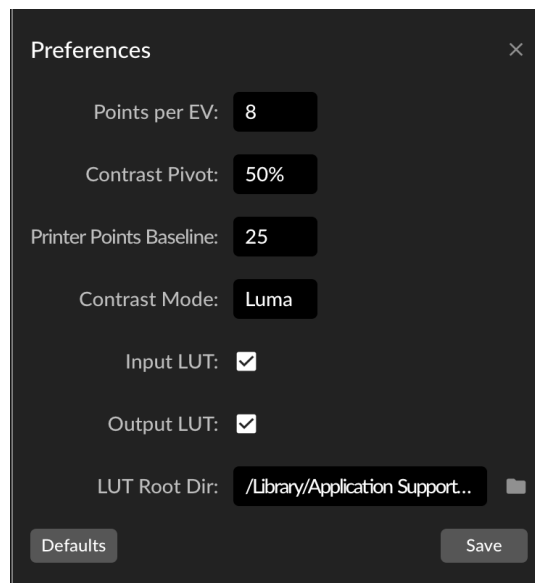 Preferences
Points per EV: 8
Contrast Pivot: 50%
Printer Points Baseline: 25
Contrast Mode: Luma
Input LUT:
Output LUT:
LUT Root Dir: /Library/Application Support...
Defaults Save